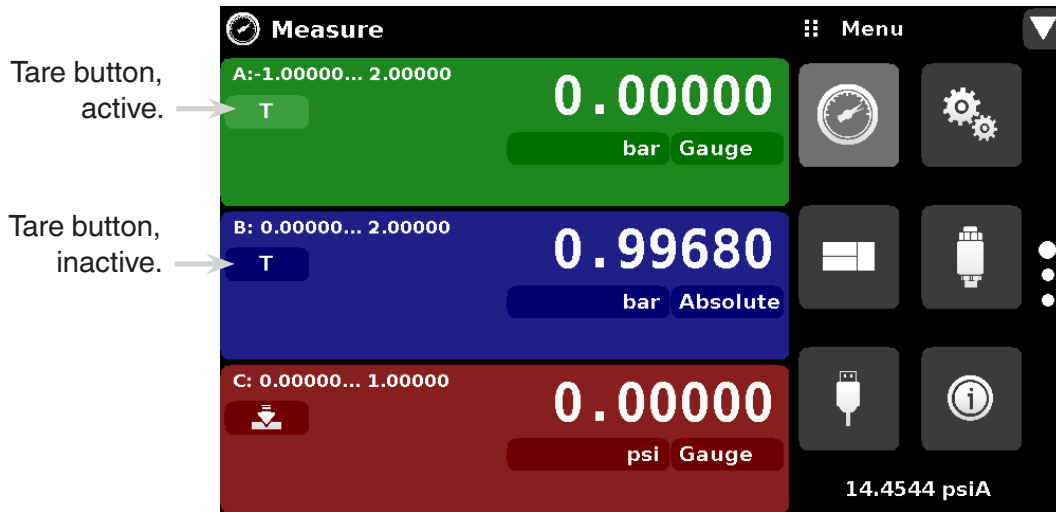 Measure
Menu
Tare button,
active.
A:-1.00000... 2.00000
T
0.00000
bar Gauge
Tare button,
inactive.
B: 0.00000... 2.00000
T
0.99680
bar Absolute
C: 0.00000... 1.00000
0.00000
psi Gauge
14.4544 psiA